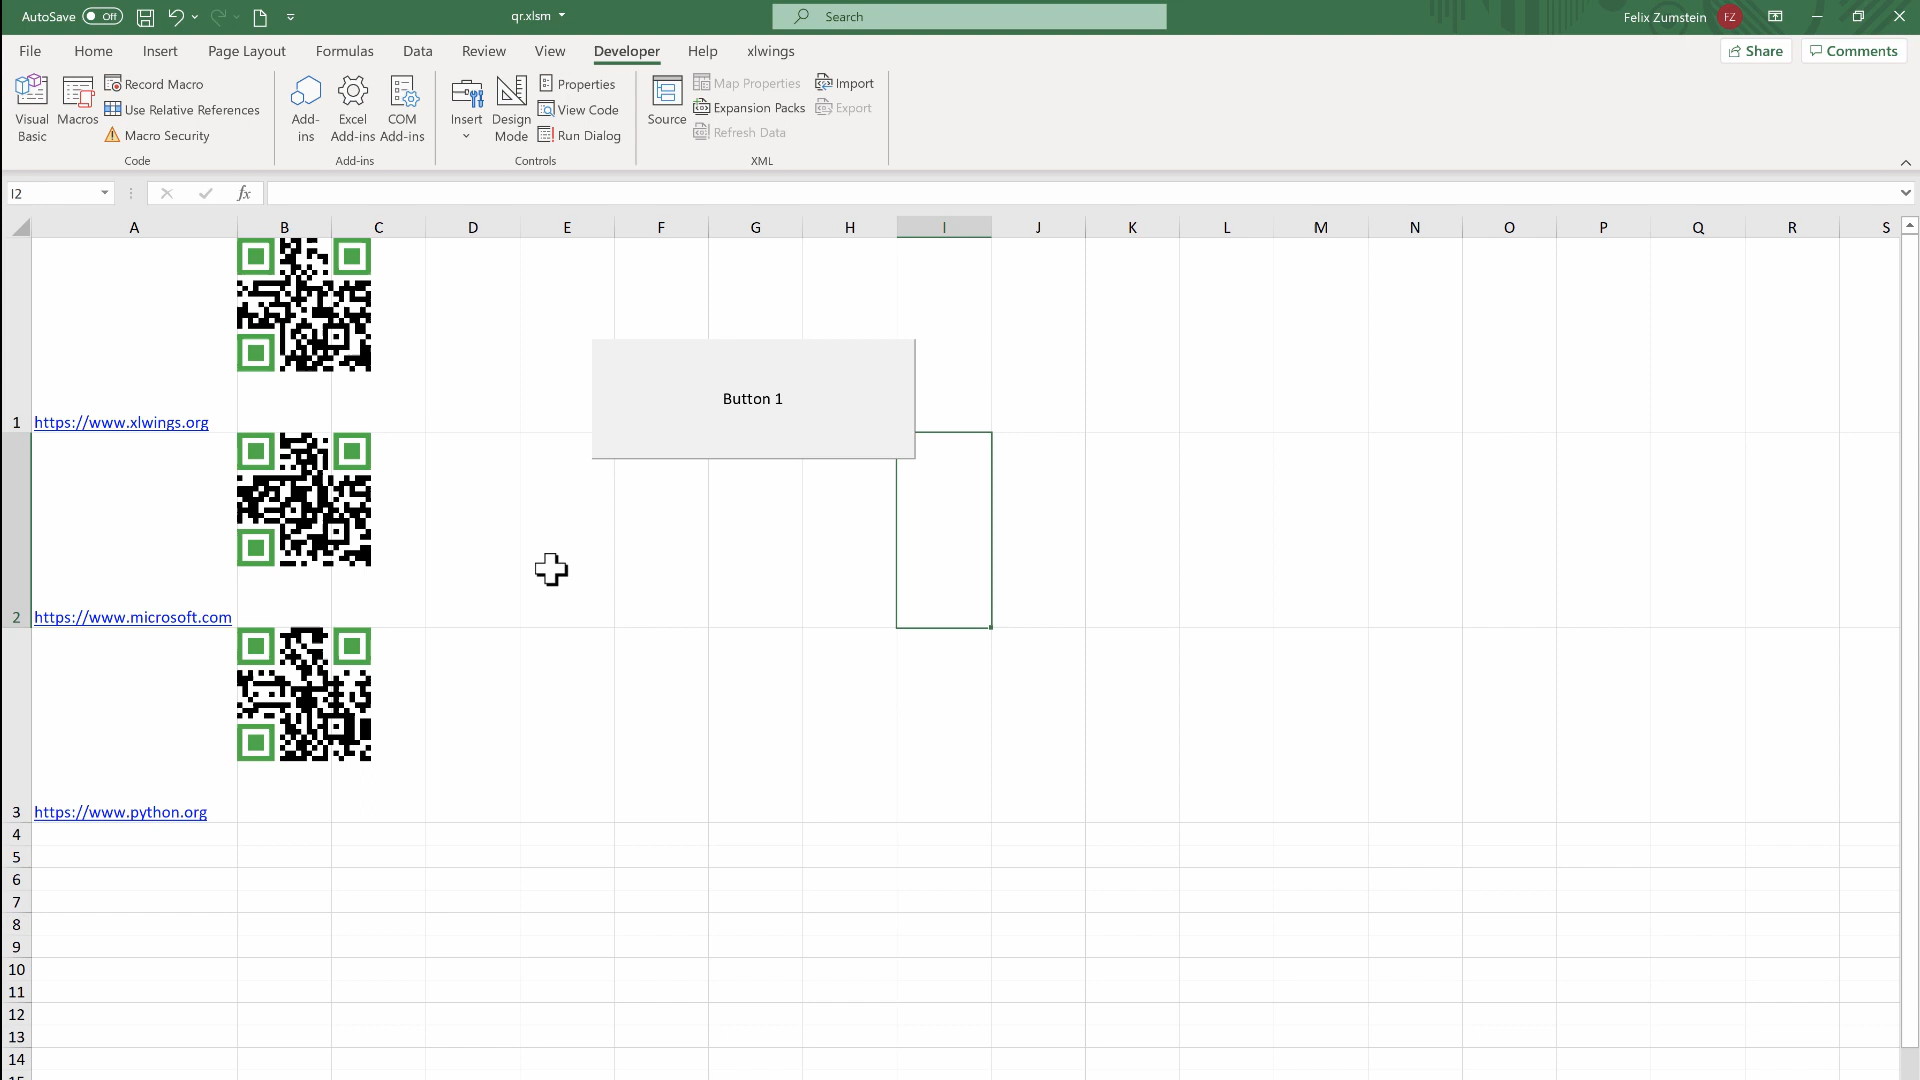 AutoSave Off qr.xlsm Search Felix Zumstein FZ
File Home Insert Page Layout Formulas Data Review View Developer Help xlwings Share Comments
Visual Basic
Macros
Record Macro
Use Relative References
Macro Security
Code
Add-ins
Excel Add-ins
COM Add-ins
Add-ins
Insert
Design Mode
Properties
View Code
Run Dialog
Controls
Source
Map Properties
Expansion Packs
Refresh Data
Import
Export
XML
I2 fx
A B C D E F G H I J K L M N O P Q R S
Button 1
1 https://www.xlwings.org
2 https://www.microsoft.com
3 https://www.python.org
4
5
6
7
8
9
10
11
12
13
14